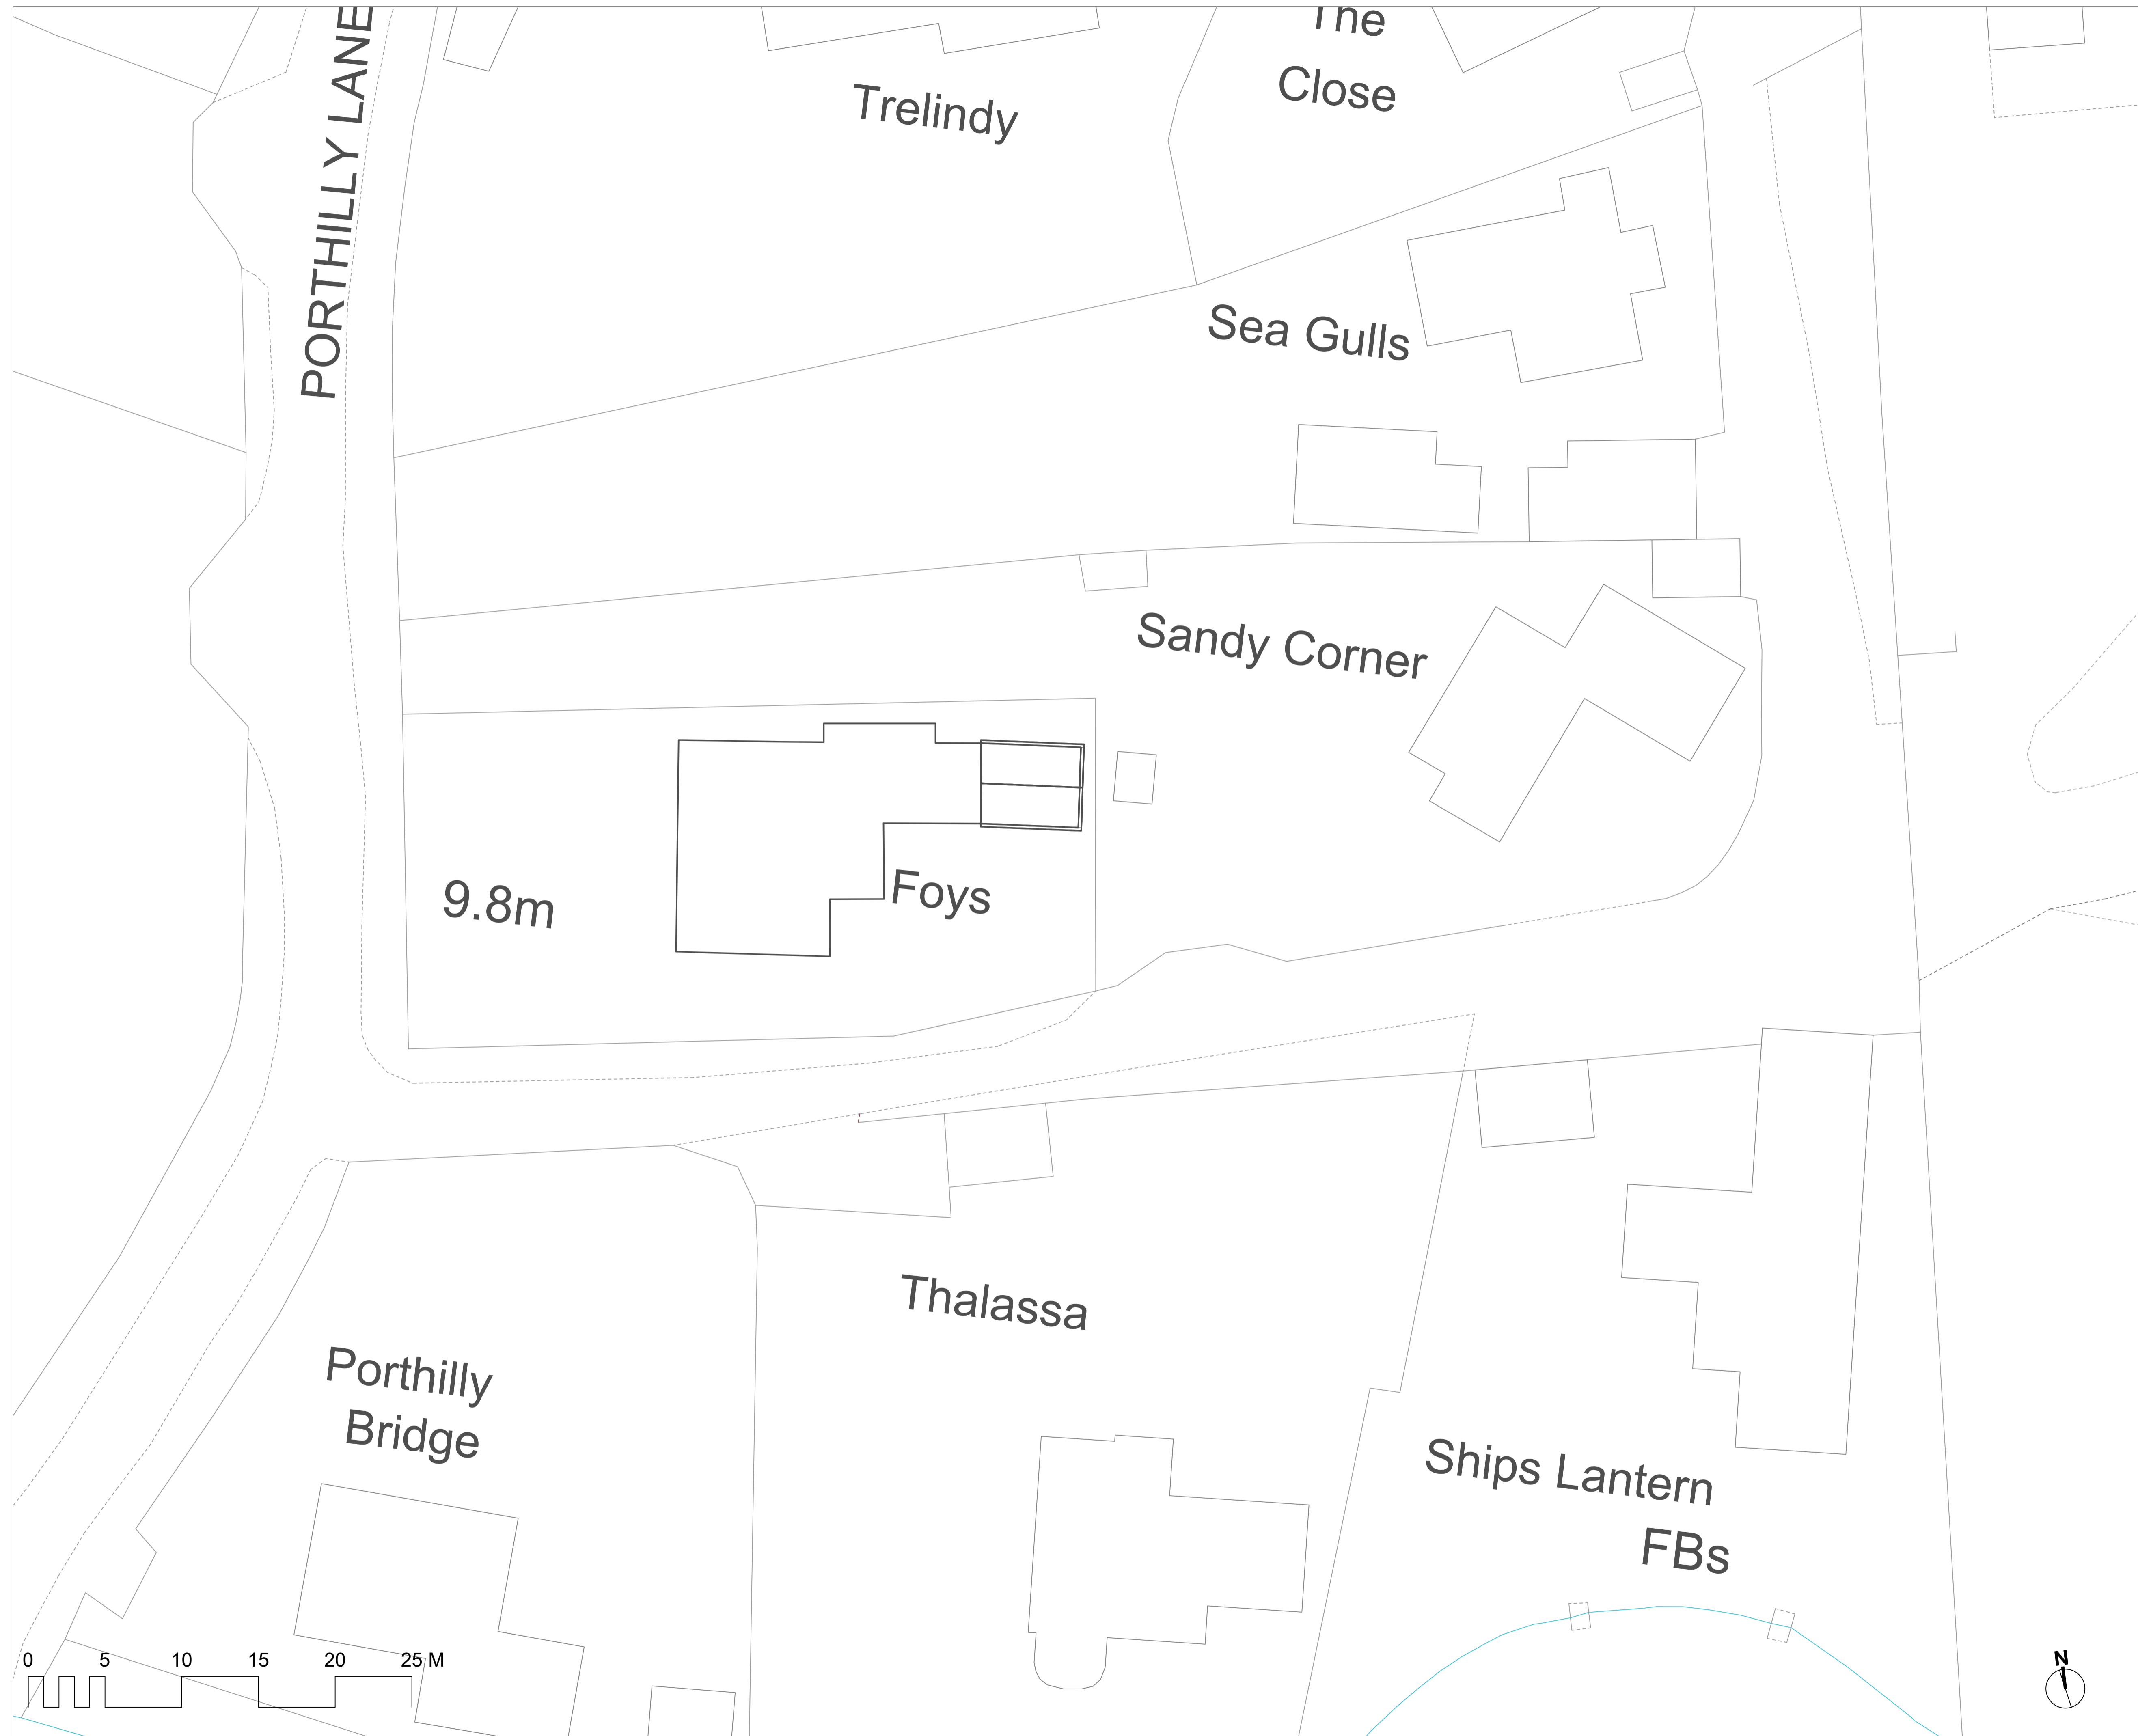 PORTHILLY LANE
The
Close
Trelindy
Sea Gulls
Sandy Corner
9.8m
Foys
Thalassa
Porthilly
Bridge
Ships Lantern
FBs
0 5 10 15 20 25 M
N